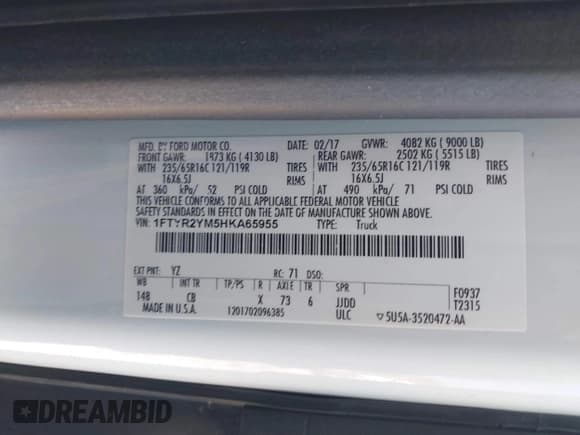 MFD. BY FORD MOTOR CO. DATE: 02/17 GVWR: 4082 KG ( 9000 LB)
FRONT GAWR: 1873 KG ( 4130 LB) REAR GAWR: 2502 KG ( 5515 LB)
WITH 235/65R16C 121/119R TIRES WITH 235/65R16C 121/119R TIRES
16X6.5J RIMS 16X6.5J RIMS
AT 360 kPa/ 52 PSI COLD AT 490 kPa/ 71 PSI COLD
THIS VEHICLE CONFORMS TO ALL APPLICABLE FEDERAL MOTOR VEHICLE
SAFETY STANDARDS IN EFFECT ON THE DATE OF MANUFACTURE SHOWN ABOVE.
VIN: 1FTYR2YM5HKA65955 TYPE: Truck
EXT PNT: YZ RC: 71 DSO:
WB INT TR TP/PS R AXLE TR SPR F0937
148 CB X 73 6 JJDD T2315
MADE IN U.S.A. 1201702096385 ULC ▽ 5U5A-3520472-AA
DREAMBID